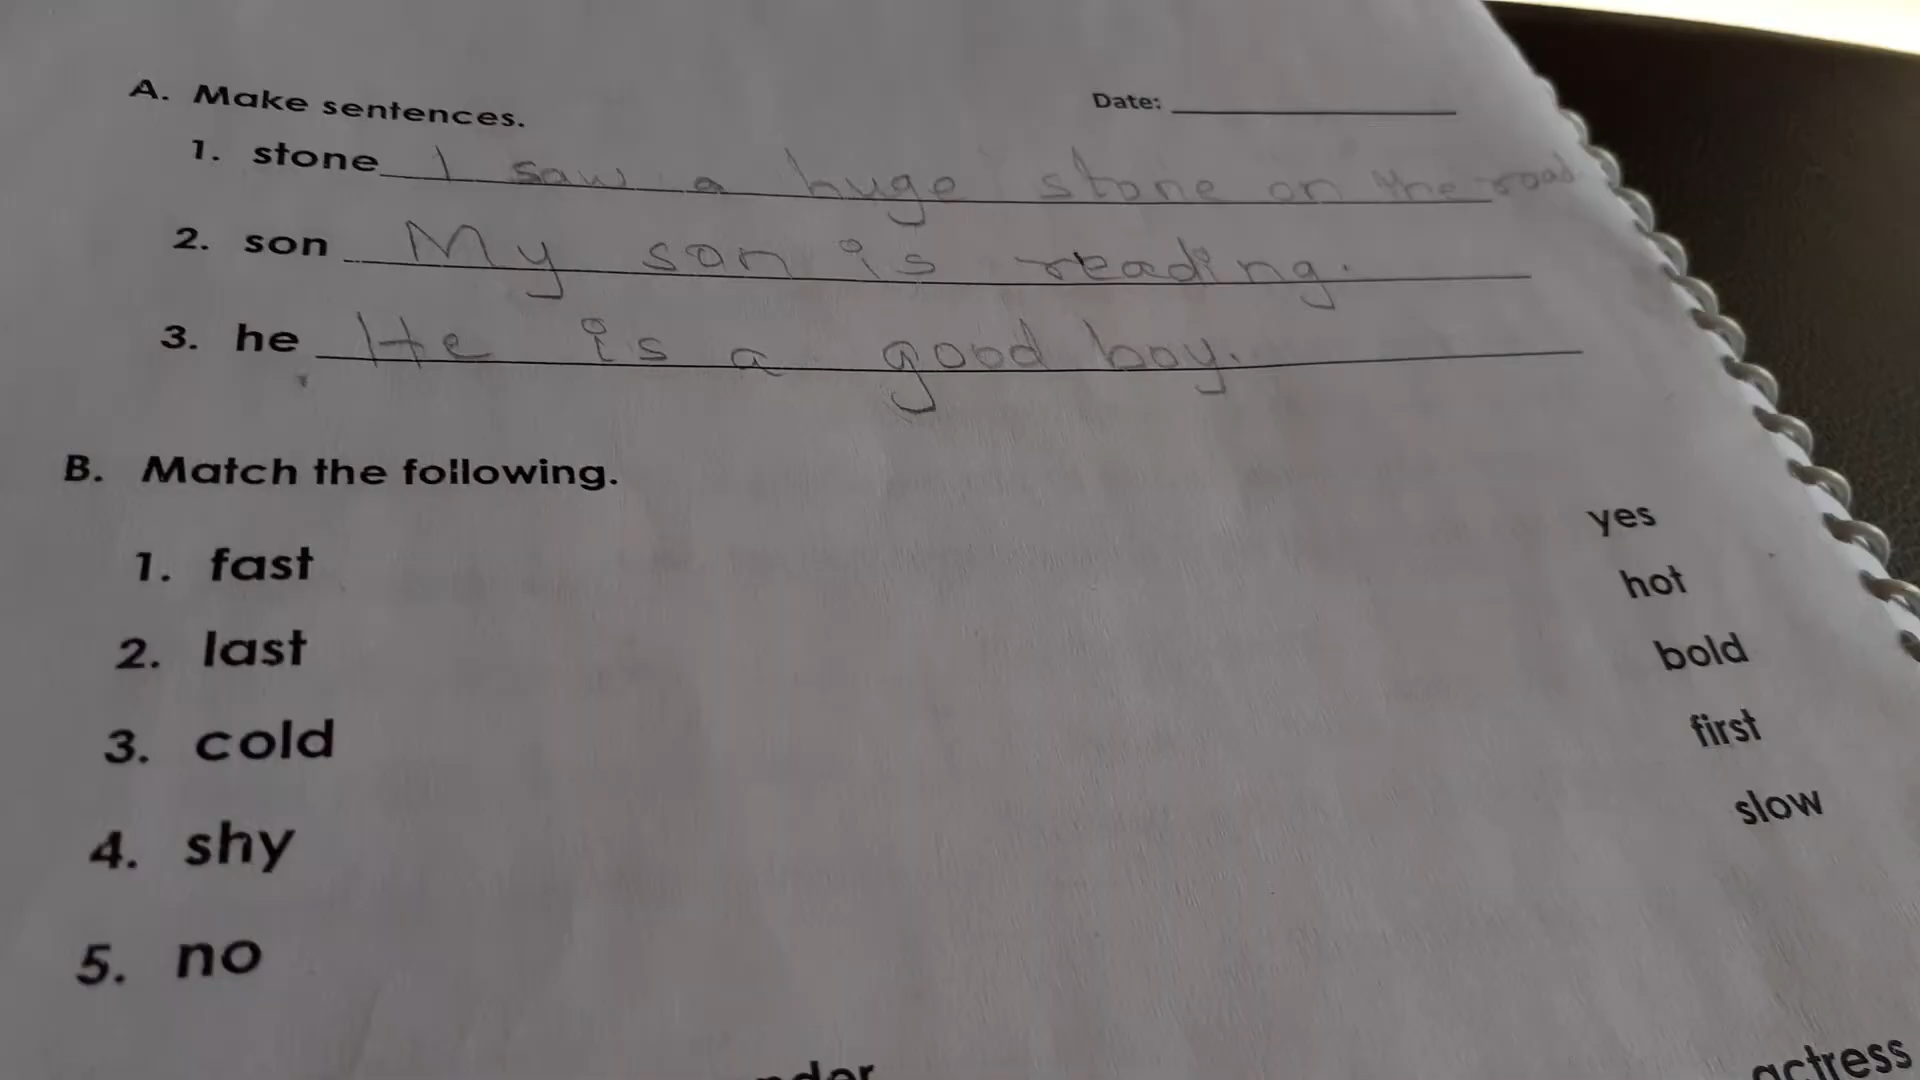 A. Make sentences.
Date:
1. stone I saw a huge stone on the road
2. son My son is reading.
3. he He is a good boy.
B. Match the following.
1. fast
yes
2. last
hot
3. cold
bold
4. shy
first
5. no
slow
actress